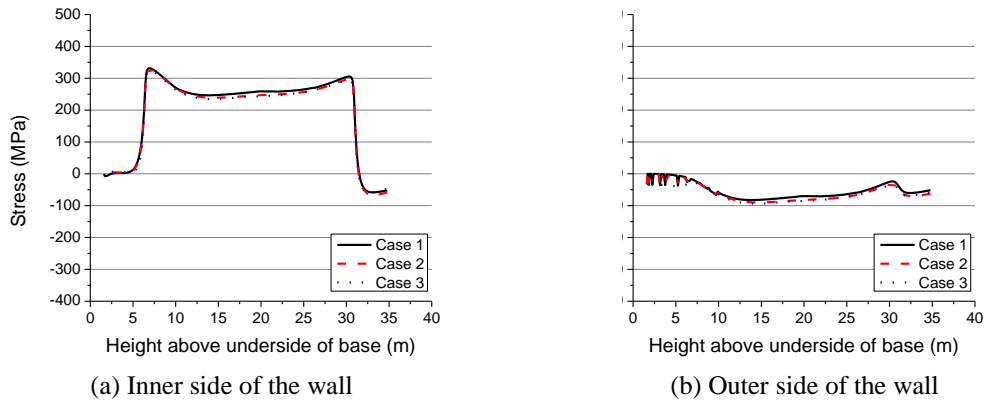 500
400
300
200
100
0
-100
-200
-300
-400
Stress (MPa)
0 5 10 15 20 25 30 35 40
Height above underside of base (m)
Case 1
Case 2
Case 3
(a) Inner side of the wall
0 5 10 15 20 25 30 35 40
Height above underside of base (m)
Case 1
Case 2
Case 3
(b) Outer side of the wall